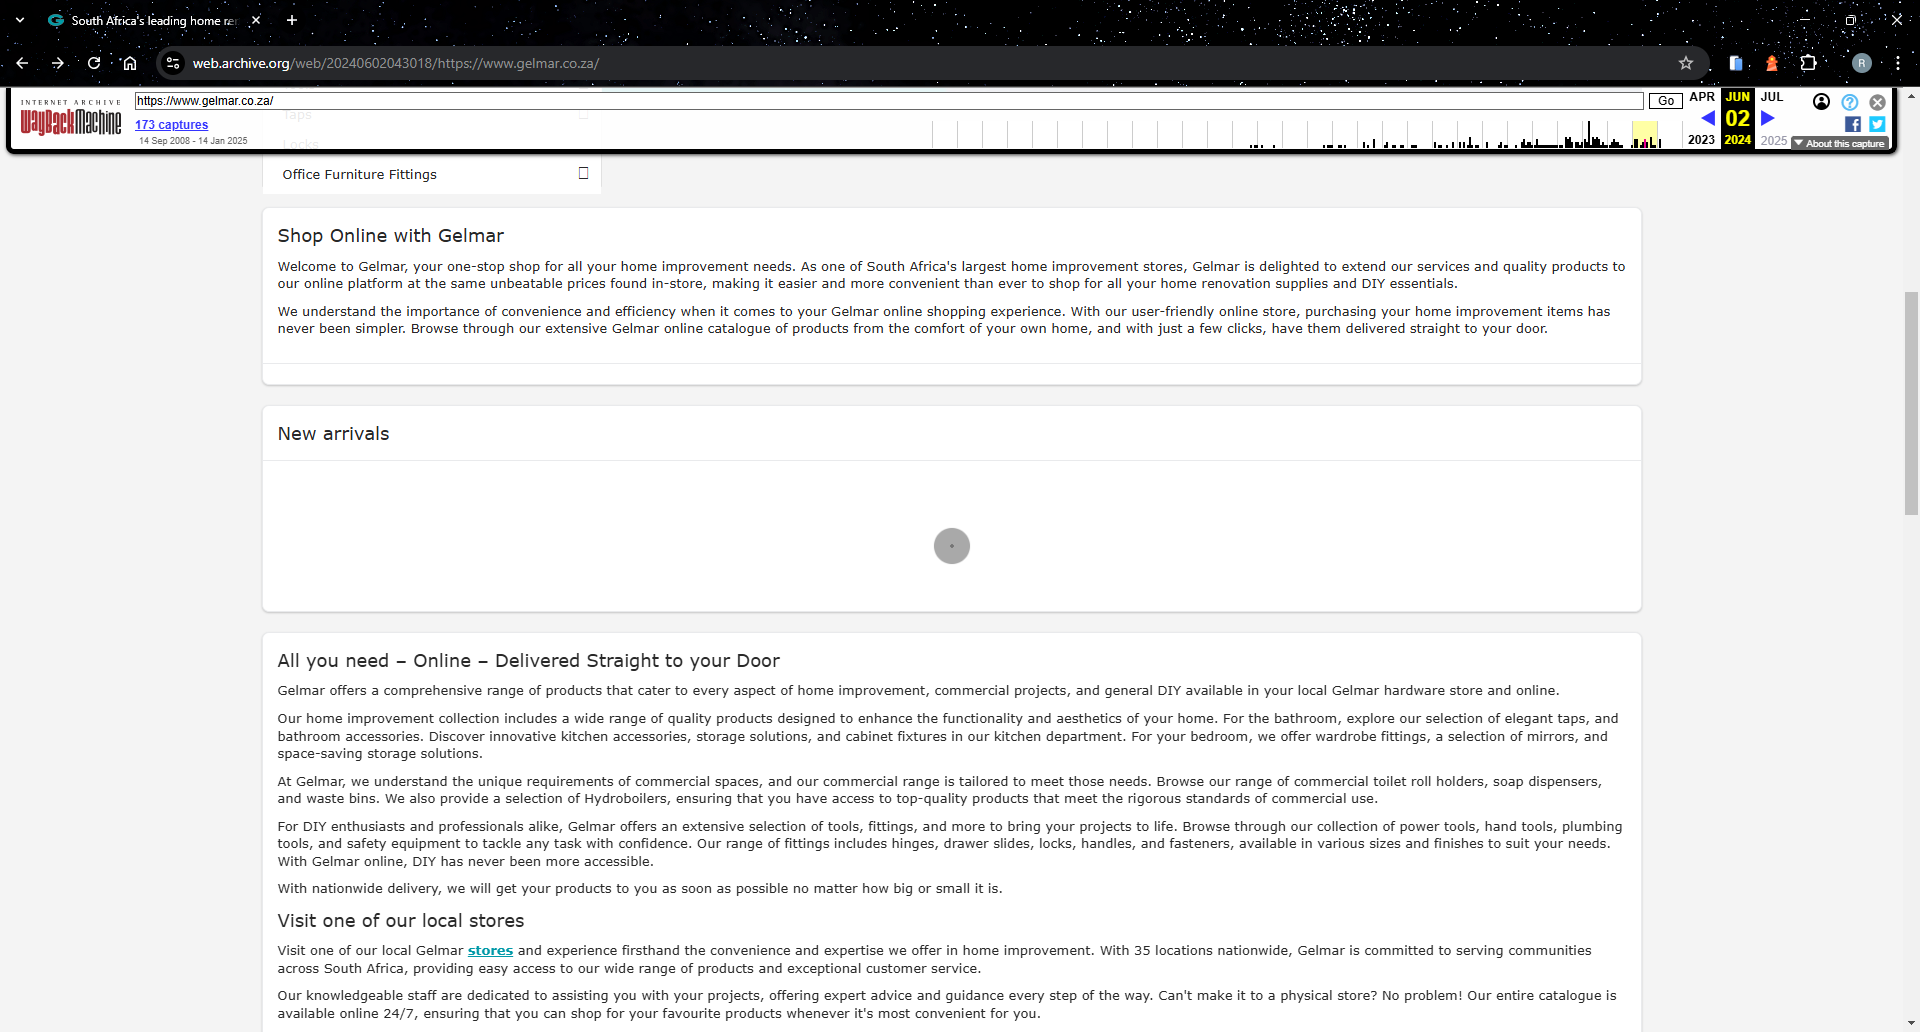 South Africa's leading home re
web.archive.org/web/20240602043018/https://www.gelmar.co.za/
R
INTERNET ARCHIVE
WayBackMachine
https://www.gelmar.co.za/
Go
173 captures
14 Sep 2008 - 14 Jan 2025
APR JUN JUL
02
2023 2024 2025
About this capture
Taps
Locks
Office Furniture Fittings
Shop Online with Gelmar
Welcome to Gelmar, your one-stop shop for all your home improvement needs. As one of South Africa's largest home improvement stores, Gelmar is delighted to extend our services and quality products to
our online platform at the same unbeatable prices found in-store, making it easier and more convenient than ever to shop for all your home renovation supplies and DIY essentials.
We understand the importance of convenience and efficiency when it comes to your Gelmar online shopping experience. With our user-friendly online store, purchasing your home improvement items has
never been simpler. Browse through our extensive Gelmar online catalogue of products from the comfort of your own home, and with just a few clicks, have them delivered straight to your door.
New arrivals
All you need – Online – Delivered Straight to your Door
Gelmar offers a comprehensive range of products that cater to every aspect of home improvement, commercial projects, and general DIY available in your local Gelmar hardware store and online.
Our home improvement collection includes a wide range of quality products designed to enhance the functionality and aesthetics of your home. For the bathroom, explore our selection of elegant taps, and
bathroom accessories. Discover innovative kitchen accessories, storage solutions, and cabinet fixtures in our kitchen department. For your bedroom, we offer wardrobe fittings, a selection of mirrors, and
space-saving storage solutions.
At Gelmar, we understand the unique requirements of commercial spaces, and our commercial range is tailored to meet those needs. Browse our range of commercial toilet roll holders, soap dispensers,
and waste bins. We also provide a selection of Hydroboilers, ensuring that you have access to top-quality products that meet the rigorous standards of commercial use.
For DIY enthusiasts and professionals alike, Gelmar offers an extensive selection of tools, fittings, and more to bring your projects to life. Browse through our collection of power tools, hand tools, plumbing
tools, and safety equipment to tackle any task with confidence. Our range of fittings includes hinges, drawer slides, locks, handles, and fasteners, available in various sizes and finishes to suit your needs.
With Gelmar online, DIY has never been more accessible.
With nationwide delivery, we will get your products to you as soon as possible no matter how big or small it is.
Visit one of our local stores
Visit one of our local Gelmar stores and experience firsthand the convenience and expertise we offer in home improvement. With 35 locations nationwide, Gelmar is committed to serving communities
across South Africa, providing easy access to our wide range of products and exceptional customer service.
Our knowledgeable staff are dedicated to assisting you with your projects, offering expert advice and guidance every step of the way. Can't make it to a physical store? No problem! Our entire catalogue is
available online 24/7, ensuring that you can shop for your favourite products whenever it's most convenient for you.